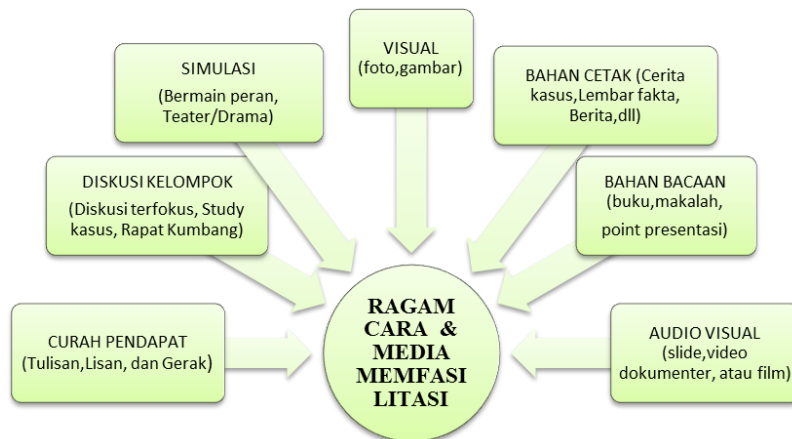 VISUAL
(foto,gambar)
SIMULASI
(Bermain peran,
Teater/Drama)
BAHAN CETAK (Cerita
kasus,Lembar fakta,
Berita,dll)
DISKUSI KELOMPOK
(Diskusi terfokus, Study
kasus, Rapat Kumbang)
BAHAN BACAAN
(buku,makalah,
point presentasi)
CURAH PENDAPAT
(Tulisan,Lisan, dan Gerak)
RAGAM
CARA &
MEDIA
MEMFASI
LITASI
AUDIO VISUAL
(slide,video
dokumenter, atau film)